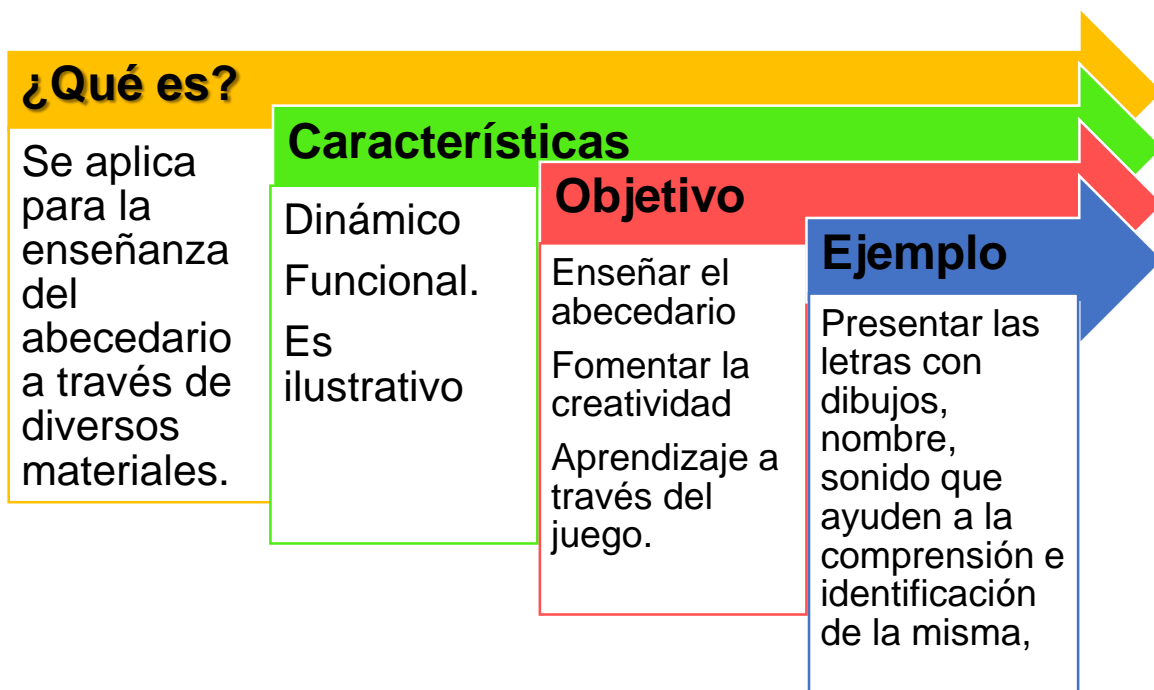 ¿Qué es?
Se aplica
para la
enseñanza
del
abecedario
a través de
diversos
materiales.
Características
Dinámico
Funcional.
Es
ilustrativo
Objetivo
Enseñar el
abecedario
Fomentar la
creatividad
Aprendizaje a
través del
juego.
Ejemplo
Presentar las
letras con
dibujos,
nombre,
sonido que
ayuden a la
comprensión e
identificación
de la misma,